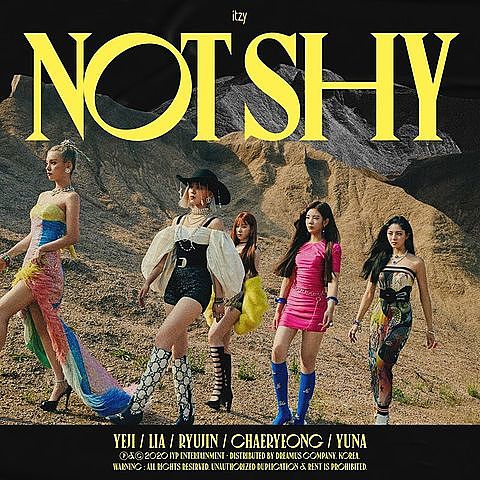 itzy
NOT SHY
YEJI / LIA / RYUJIN / CHAERYEONG / YUNA
Ⓟ&Ⓒ 2020 JYP ENTERTAINMENT · DISTRIBUTED BY DREAMUS COMPANY. KOREA.
WARNING : ALL RIGHTS RESERVED. UNAUTHORIZED DUPLICATION & RENT IS PROHIBITED.